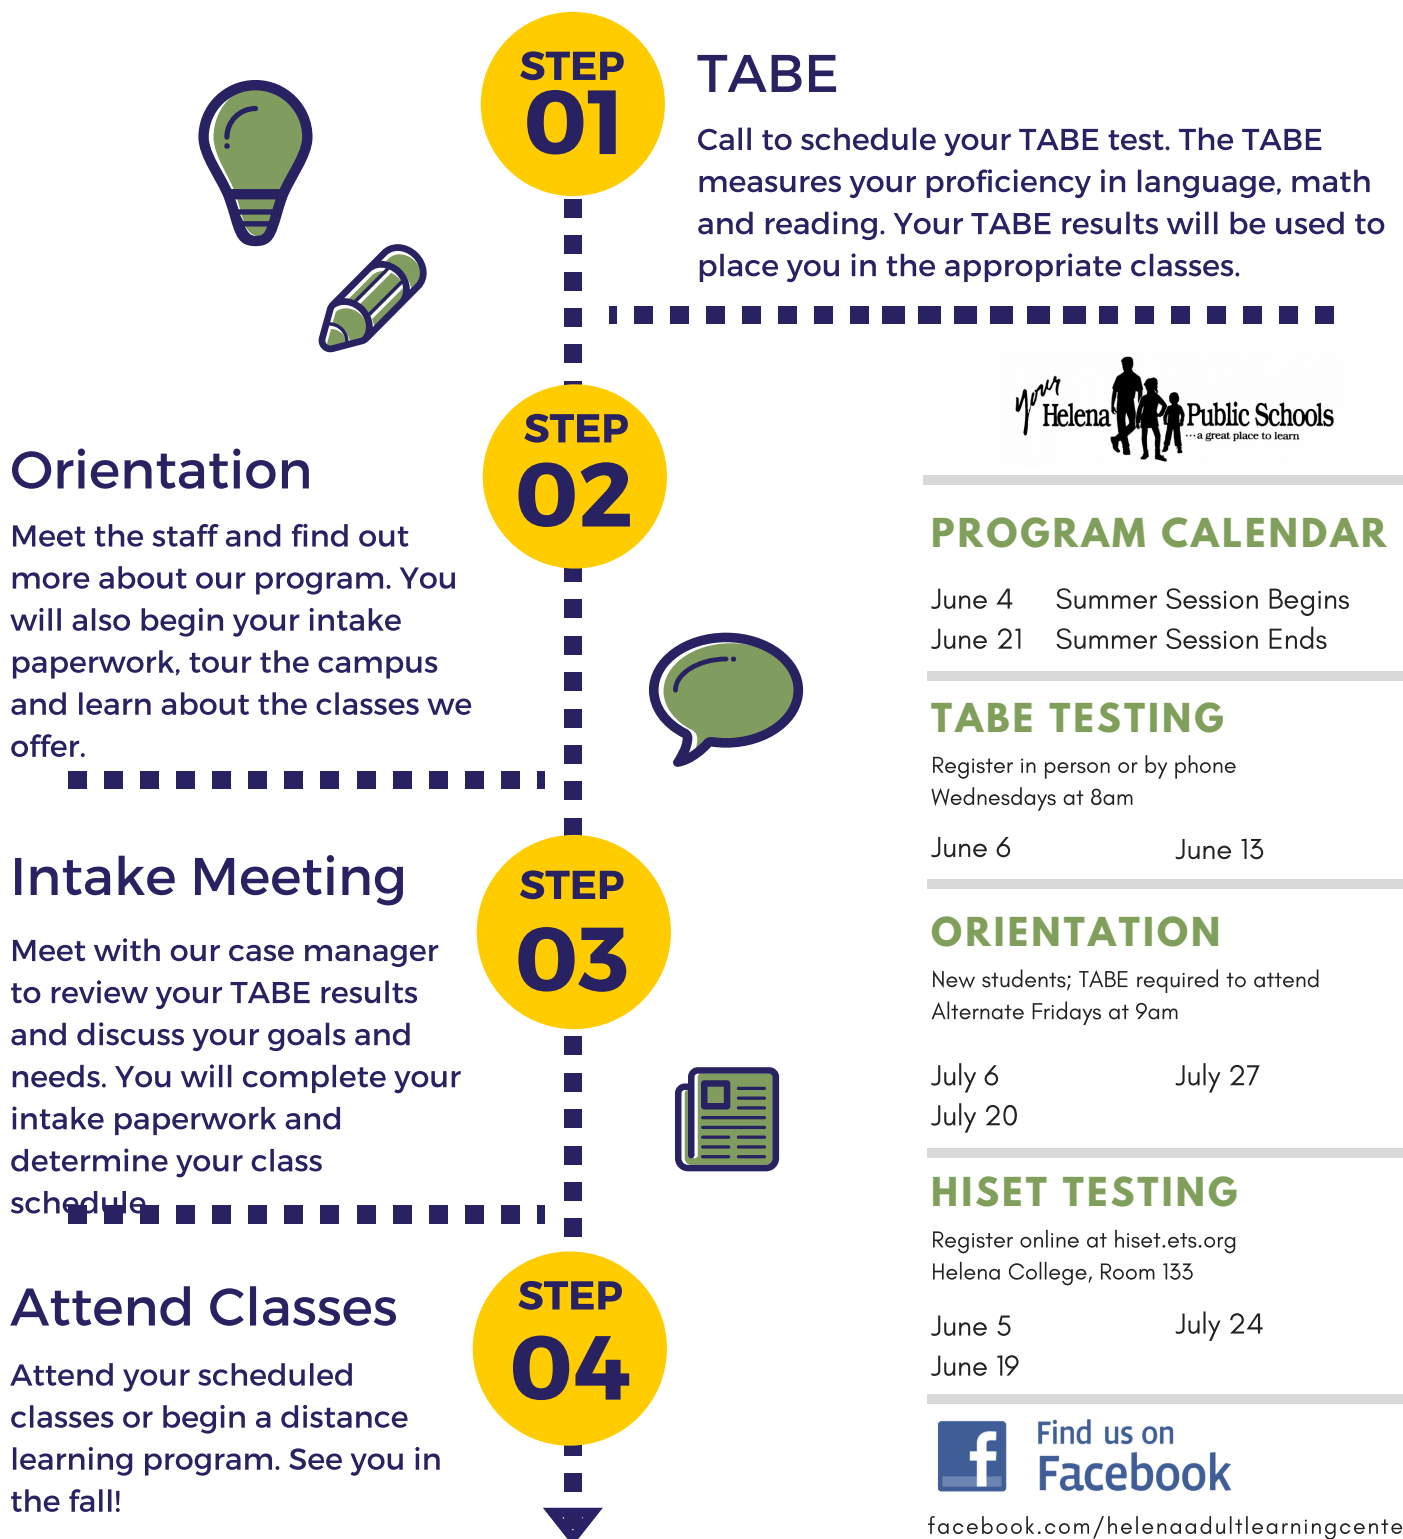 STEP
01
TABE
Call to schedule your TABE test. The TABE
measures your proficiency in language, math
and reading. Your TABE results will be used to
place you in the appropriate classes.
STEP
02
Orientation
Meet the staff and find out
more about our program. You
will also begin your intake
paperwork, tour the campus
and learn about the classes we
offer.
STEP
03
Intake Meeting
Meet with our case manager
to review your TABE results
and discuss your goals and
needs. You will complete your
intake paperwork and
determine your class
schedule.
STEP
04
Attend Classes
Attend your scheduled
classes or begin a distance
learning program. See you in
the fall!
your Helena Public Schools
...a great place to learn
PROGRAM CALENDAR
June 4 Summer Session Begins
June 21 Summer Session Ends
TABE TESTING
Register in person or by phone
Wednesdays at 8am
June 6 June 13
ORIENTATION
New students; TABE required to attend
Alternate Fridays at 9am
July 6 July 27
July 20
HISET TESTING
Register online at hiset.ets.org
Helena College, Room 133
June 5 July 24
June 19
f Find us on
Facebook
facebook.com/helenaadultlearningcente